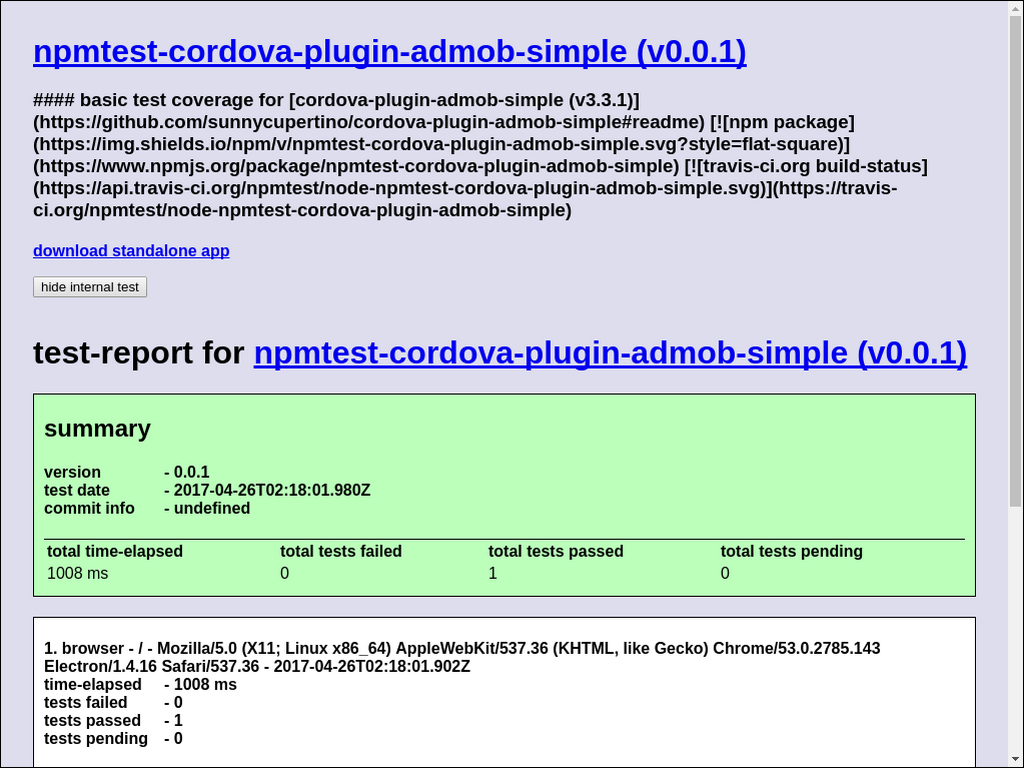 npmtest-cordova-plugin-admob-simple (v0.0.1)
#### basic test coverage for [cordova-plugin-admob-simple (v3.3.1)]
(https://github.com/sunnycupertino/cordova-plugin-admob-simple#readme) [![npm package]
(https://img.shields.io/npm/v/npmtest-cordova-plugin-admob-simple.svg?style=flat-square)]
(https://www.npmjs.org/package/npmtest-cordova-plugin-admob-simple) [![travis-ci.org build-status]
(https://api.travis-ci.org/npmtest/node-npmtest-cordova-plugin-admob-simple.svg)](https://travis-
ci.org/npmtest/node-npmtest-cordova-plugin-admob-simple)
download standalone app
hide internal test
test-report for npmtest-cordova-plugin-admob-simple (v0.0.1)
summary
version - 0.0.1
test date - 2017-04-26T02:18:01.980Z
commit info - undefined
total time-elapsed total tests failed total tests passed total tests pending
1008 ms 0 1 0
1. browser - / - Mozilla/5.0 (X11; Linux x86_64) AppleWebKit/537.36 (KHTML, like Gecko) Chrome/53.0.2785.143
Electron/1.4.16 Safari/537.36 - 2017-04-26T02:18:01.902Z
time-elapsed - 1008 ms
tests failed - 0
tests passed - 1
tests pending - 0